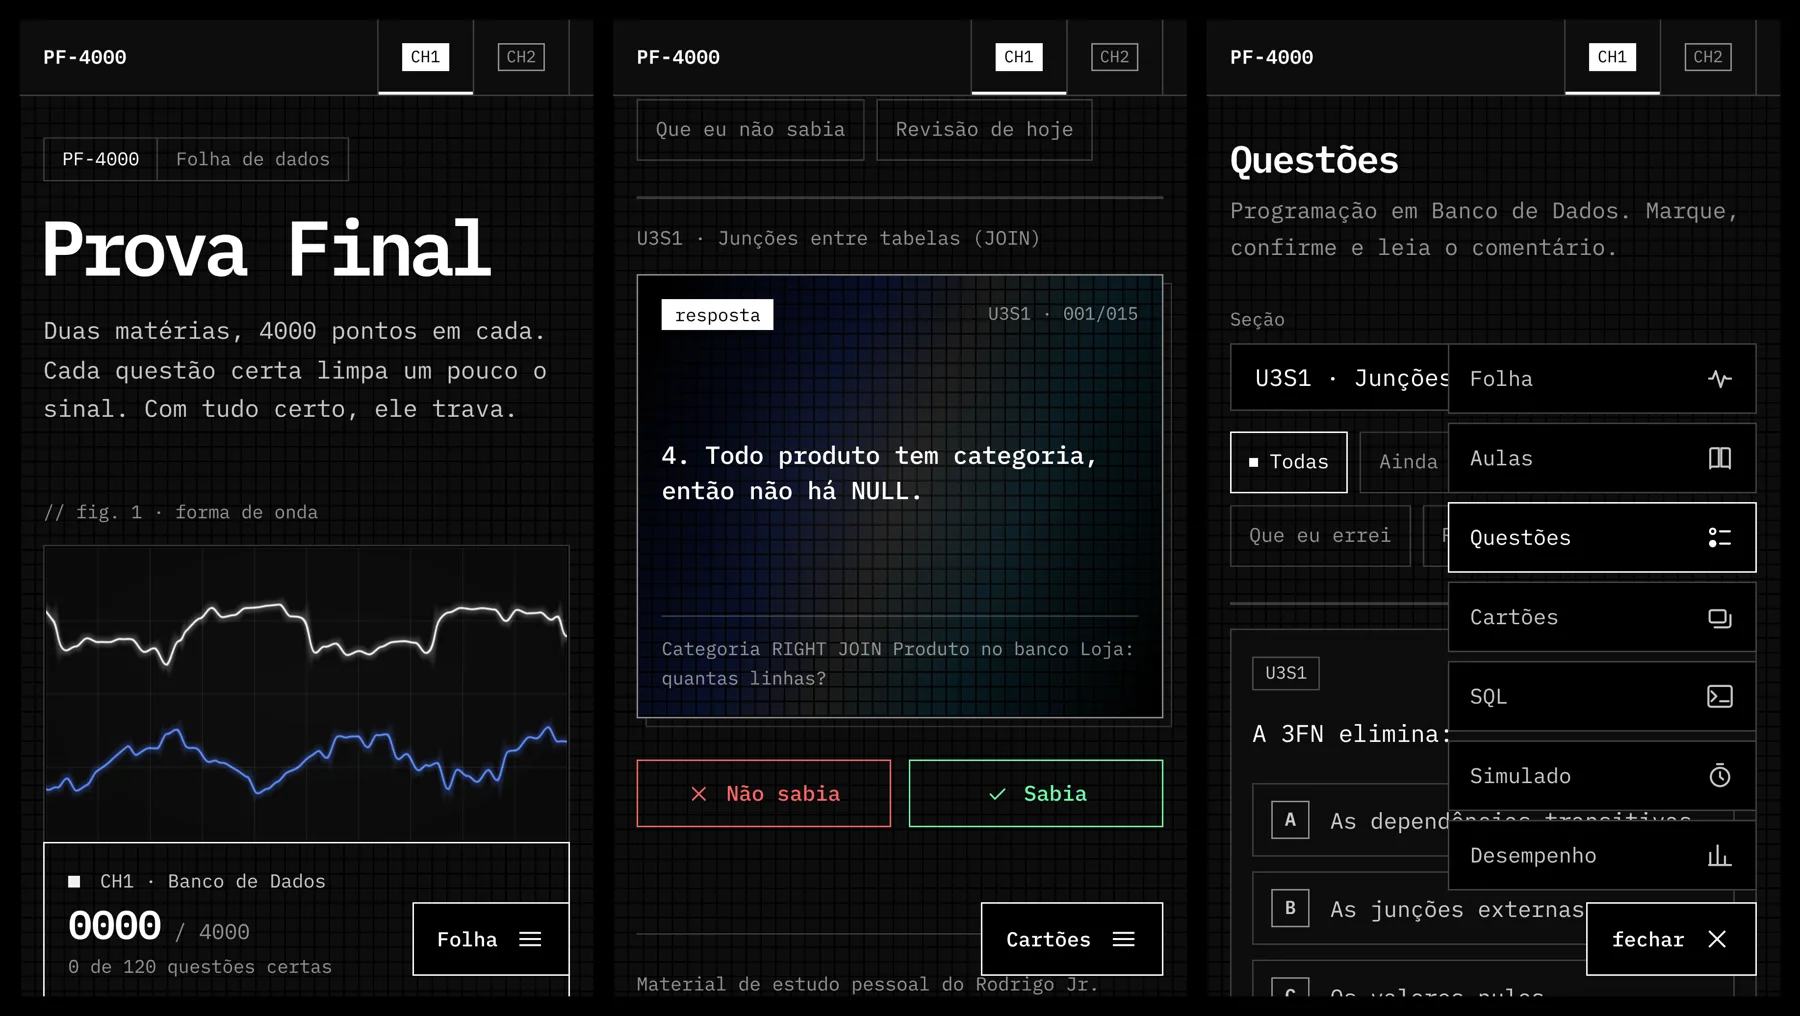 PF-4000
CH1
CH2
PF-4000
Folha de dados
Prova Final
Duas matérias, 4000 pontos em cada.
Cada questão certa limpa um pouco o
sinal. Com tudo certo, ele trava.
// fig. 1 · forma de onda
CH1 · Banco de Dados
0000 / 4000
0 de 120 questões certas
Folha
PF-4000
CH1
CH2
Que eu não sabia
Revisão de hoje
U3S1 · Junções entre tabelas (JOIN)
resposta
U3S1 · 001/015
4. Todo produto tem categoria,
então não há NULL.
Categoria RIGHT JOIN Produto no banco Loja:
quantas linhas?
Não sabia
Sabia
Cartões
Material de estudo pessoal do Rodrigo Jr.
PF-4000
CH1
CH2
Questões
Programação em Banco de Dados. Marque,
confirme e leia o comentário.
Seção
U3S1 · Junções
Todas
Ainda
Que eu errei
U3S1
A 3FN elimina:
A
As dependências transitivas
B
As junções externas
C
Os valores nulos
Folha
Aulas
Questões
Cartões
SQL
Simulado
Desempenho
fechar